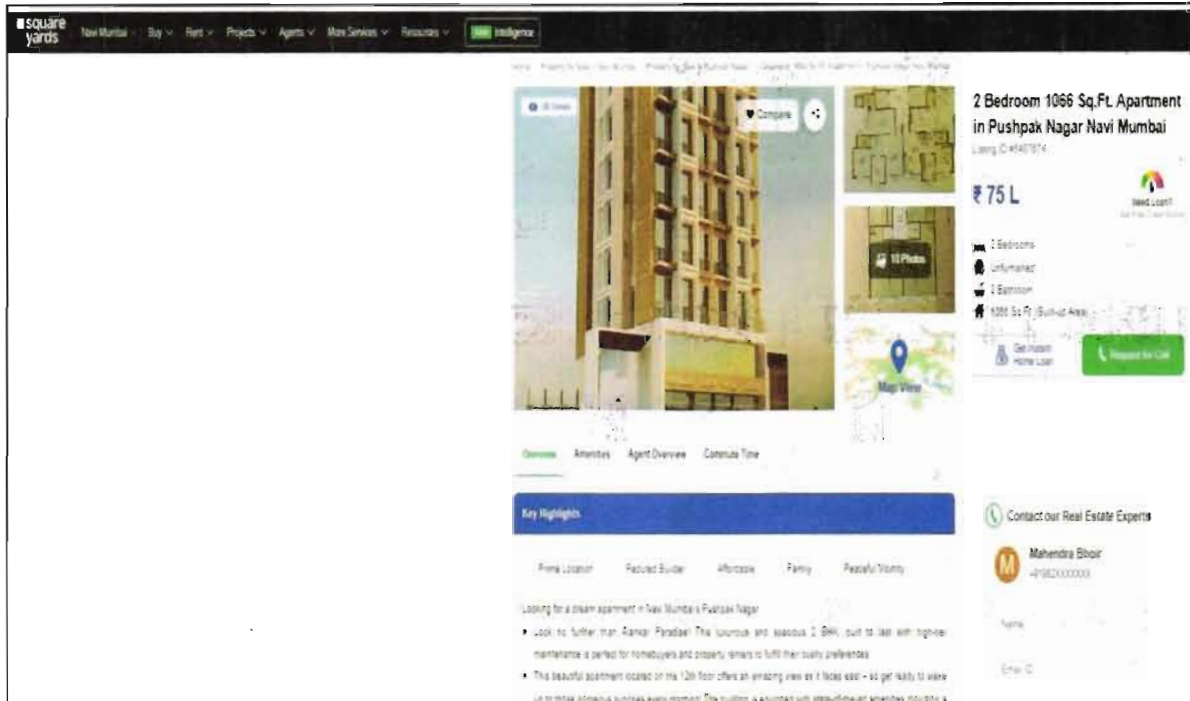 square
yards
Navi Mumbai Buy Rent Projects Agents More Services Resources Intelligence
Compare
10 Photos
Map View
2 Bedroom 1066 Sq.Ft. Apartment
in Pushpak Nagar Navi Mumbai
₹ 75 L
Need Loan?
2 Bedrooms
Unfurnished
2 Bathroom
1066 Sq.Ft. (Built-up Area)
Get Instant
Home Loan
Request for Call
Overview Amenities Agent Overview Commute Time
Key Highlights
Prime Location Reputed Builder Affordable Family Peaceful Vicinity
Looking for a dream apartment in Navi Mumbai's Pushpak Nagar
Contact our Real Estate Experts
M
Mahendra Bhoir
Name
Email ID
• Look no further than Alankar Paradise! This luxurious and spacious 2 BHK, built to last with high-tier
maintenance is perfect for homebuyers and property renters to fulfill their quality preferences
• This beautiful apartment located on the 12th floor offers an amazing view as it faces east – so get ready to wake